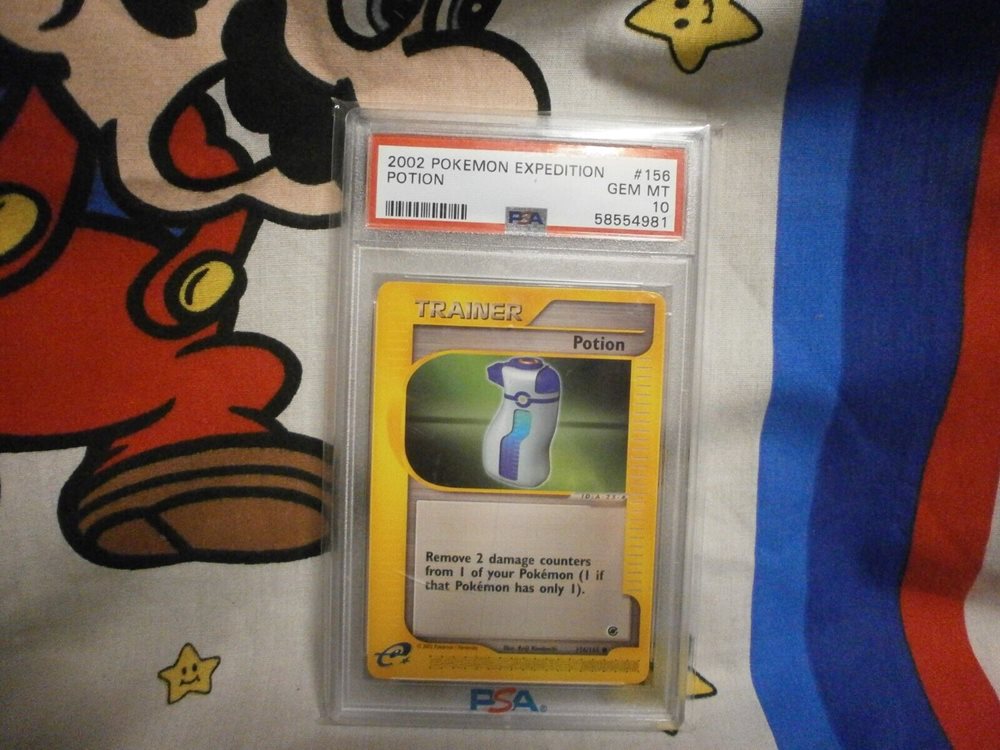 2002 POKEMON EXPEDITION #156
POTION GEM MT
10
PSA 58554981
TRAINER
Potion
Remove 2 damage counters
from 1 of your Pokémon (1 if
that Pokémon has only 1).
PSA